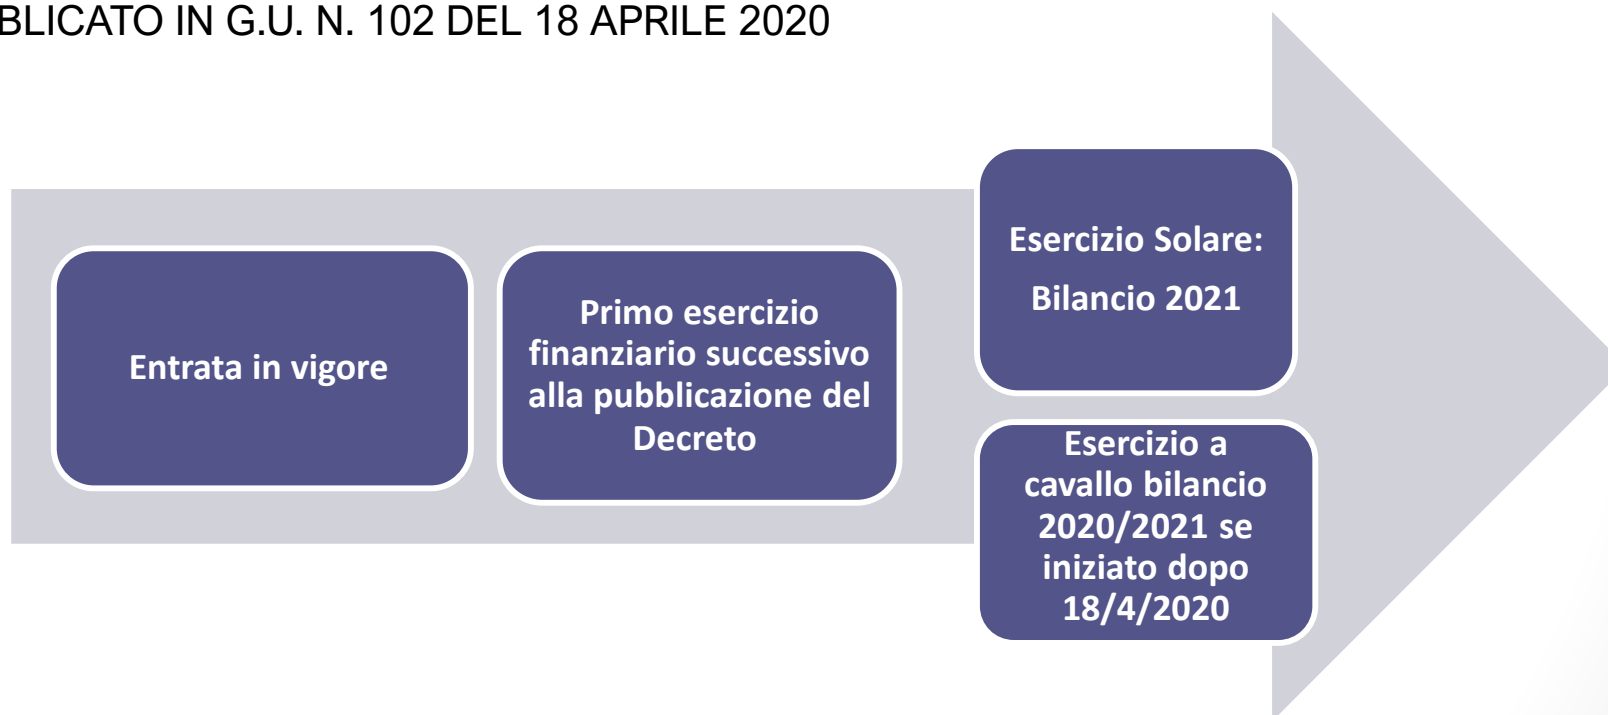 BLICATO IN G.U. N. 102 DEL 18 APRILE 2020
Entrata in vigore
Primo esercizio
finanziario successivo
alla pubblicazione del
Decreto
Esercizio Solare:
Bilancio 2021
Esercizio a
cavallo bilancio
2020/2021 se
iniziato dopo
18/4/2020